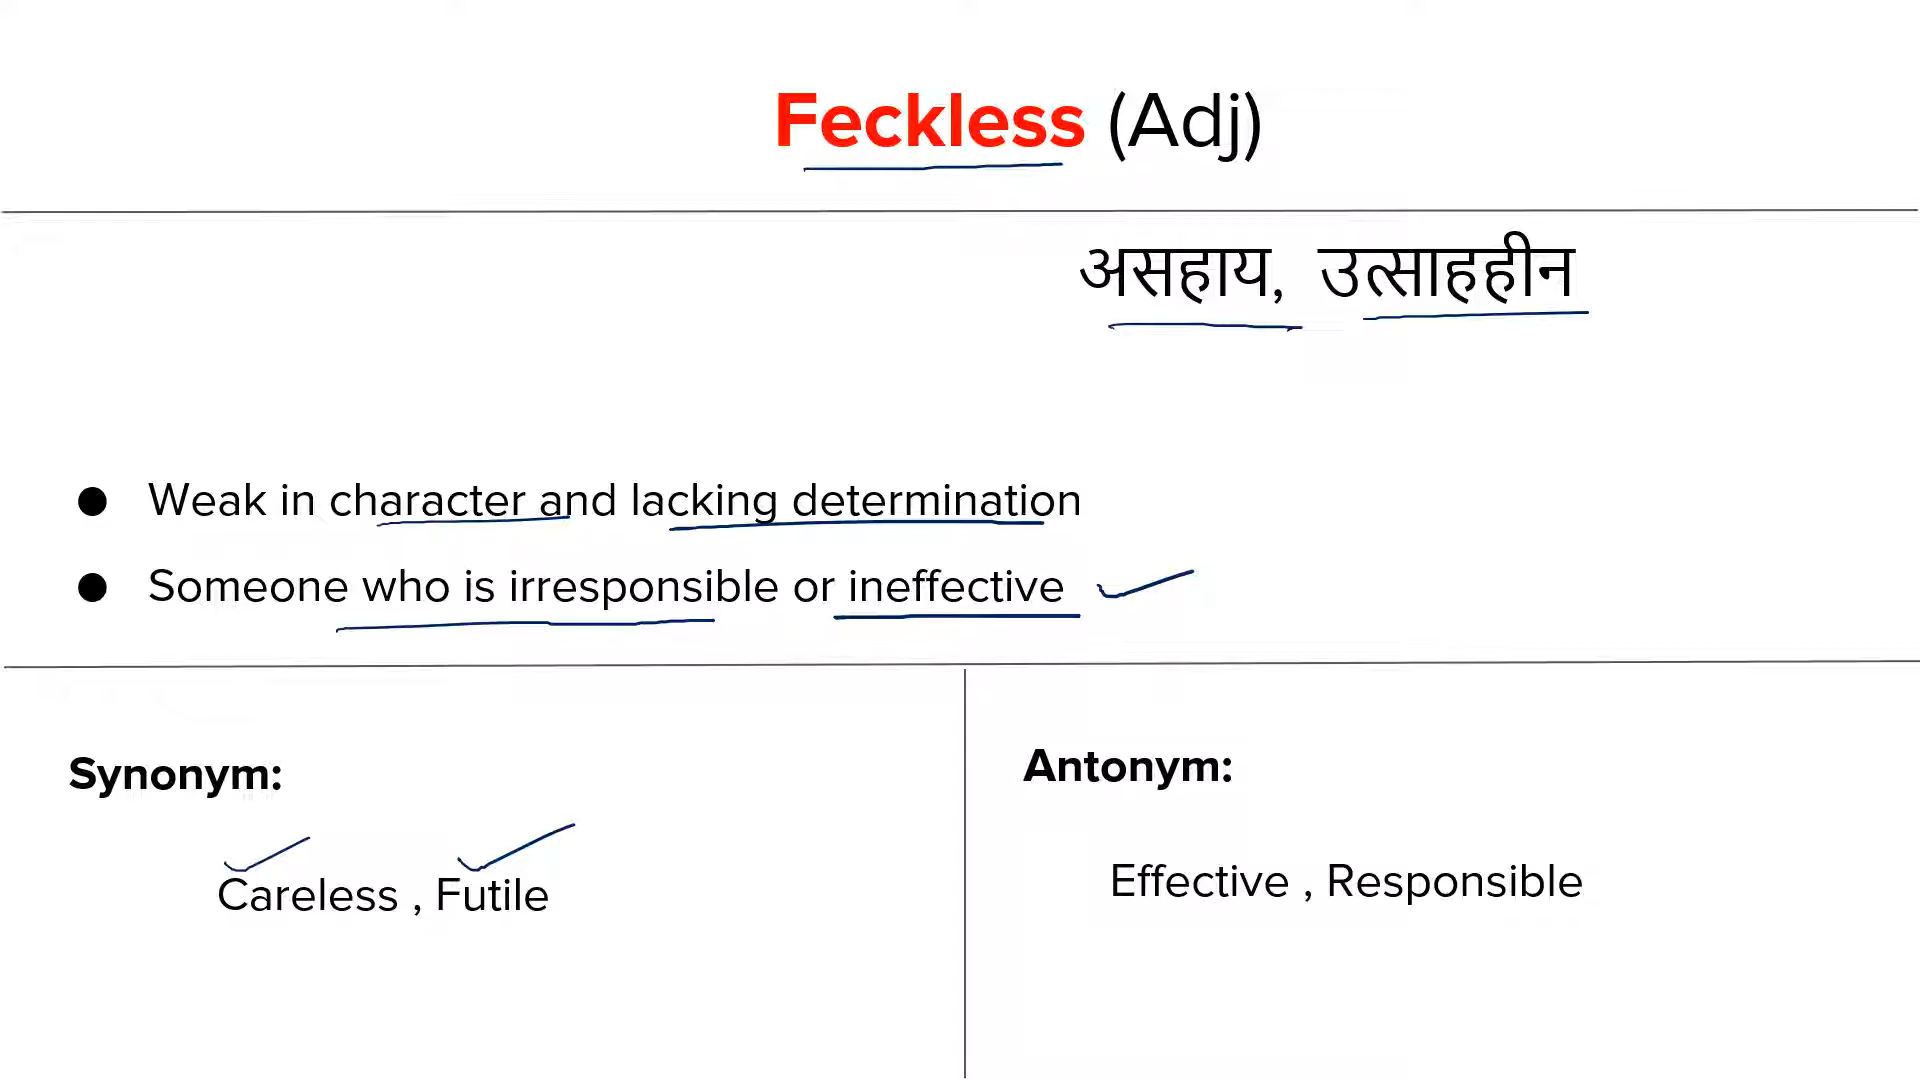 Feckless (Adj)
असहाय, उत्साहहीन
● Weak in character and lacking determination
● Someone who is irresponsible or ineffective
Synonym:
Careless , Futile
Antonym:
Effective , Responsible